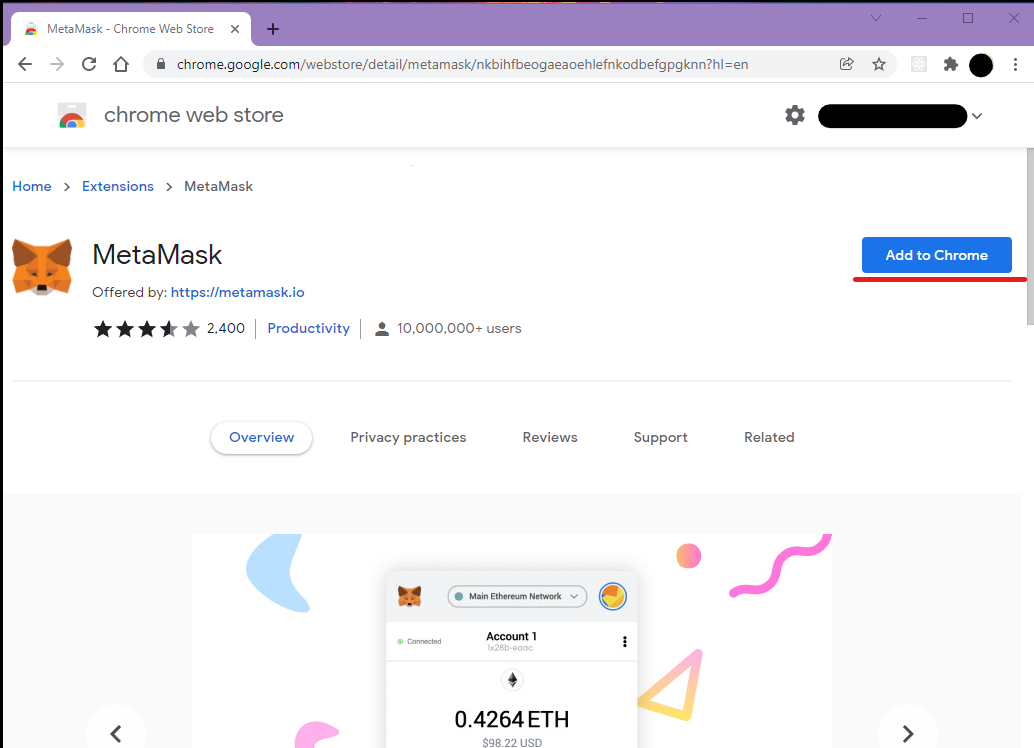 MetaMask - Chrome Web Store
chrome.google.com/webstore/detail/metamask/nkbihfbeogaeaoehlefnkodbefgpgknn?hl=en
chrome web store
Home > Extensions > MetaMask
MetaMask
Add to Chrome
Offered by: https://metamask.io
2,400 Productivity 10,000,000+ users
Overview Privacy practices Reviews Support Related
Main Ethereum Network
Connected
Account 1
1x28b-eaac
0.4264 ETH
$98.22 USD